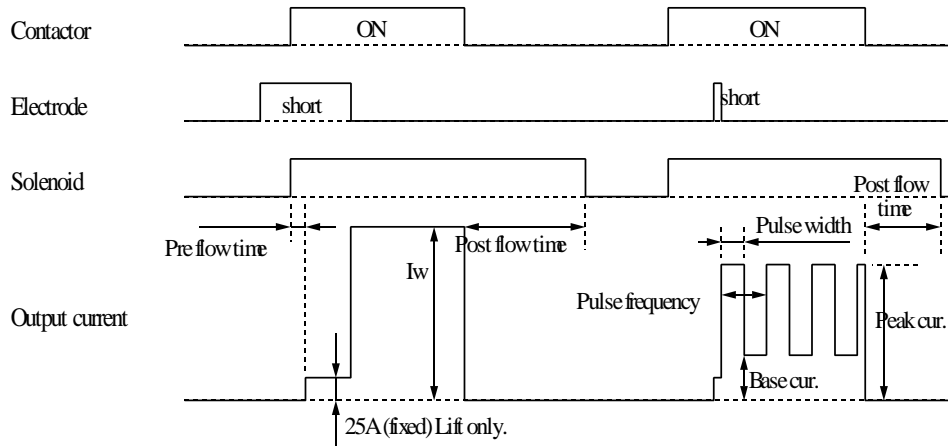 Contactor
ON
ON
Electrode
short
short
Solenoid
Post flow
time
Pre flow time
Iw
Post flow time
Pulse width
Pulse frequency
Output current
Peak cur.
Base cur.
25A (fixed) Lift only.